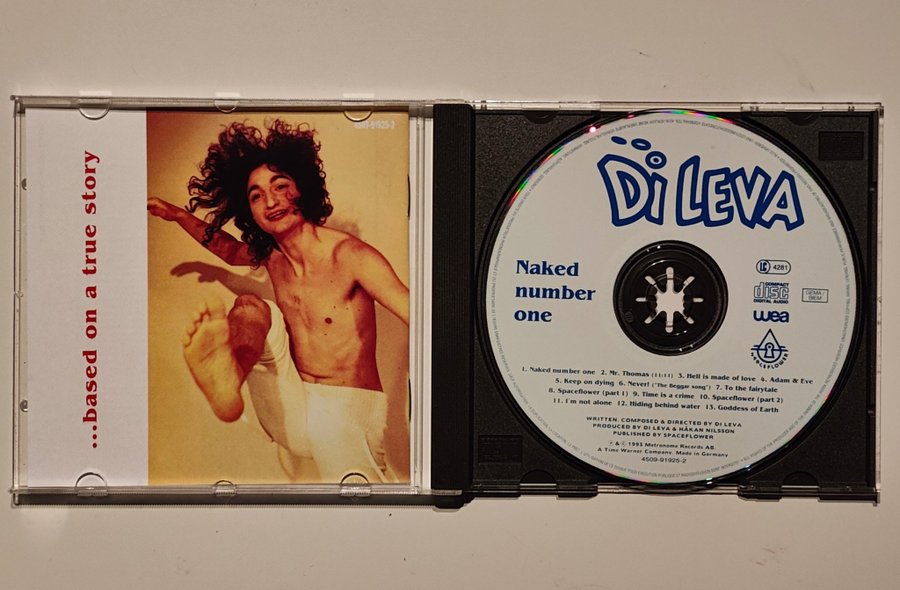 ...based on a true story
4509-91925-2
Di LEVA
Naked
number
one
LC 4281
COMPACT
disc
DIGITAL AUDIO
GEMA/
BIEM
wea
SPACEFLOWER
1. Naked number one 2. Mr. Thomas (11:11) 3. Hell is made of love 4. Adam & Eve
5. Keep on dying 6. Never! ("The Beggar song") 7. To the fairytale
8. Spaceflower (part 1) 9. Time is a crime 10. Spaceflower (part 2)
11. I'm not alone 12. Hiding behind water 13. Goddess of Earth
WRITTEN, COMPOSED & DIRECTED BY DI LEVA
PRODUCED BY DI LEVA & HÅKAN NILSSON
PUBLISHED BY SPACEFLOWER
℗ & © 1993 Metronome Records AB
A Time Warner Company. Made in Germany
4509-91925-2